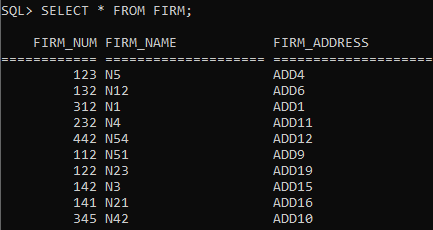 SQL> SELECT * FROM FIRM;
FIRM_NUM FIRM_NAME FIRM_ADDRESS
============ ==================== ====================
123 N5 ADD4
132 N12 ADD6
312 N1 ADD1
232 N4 ADD11
442 N54 ADD12
112 N51 ADD9
122 N23 ADD19
142 N3 ADD15
141 N21 ADD16
345 N42 ADD10